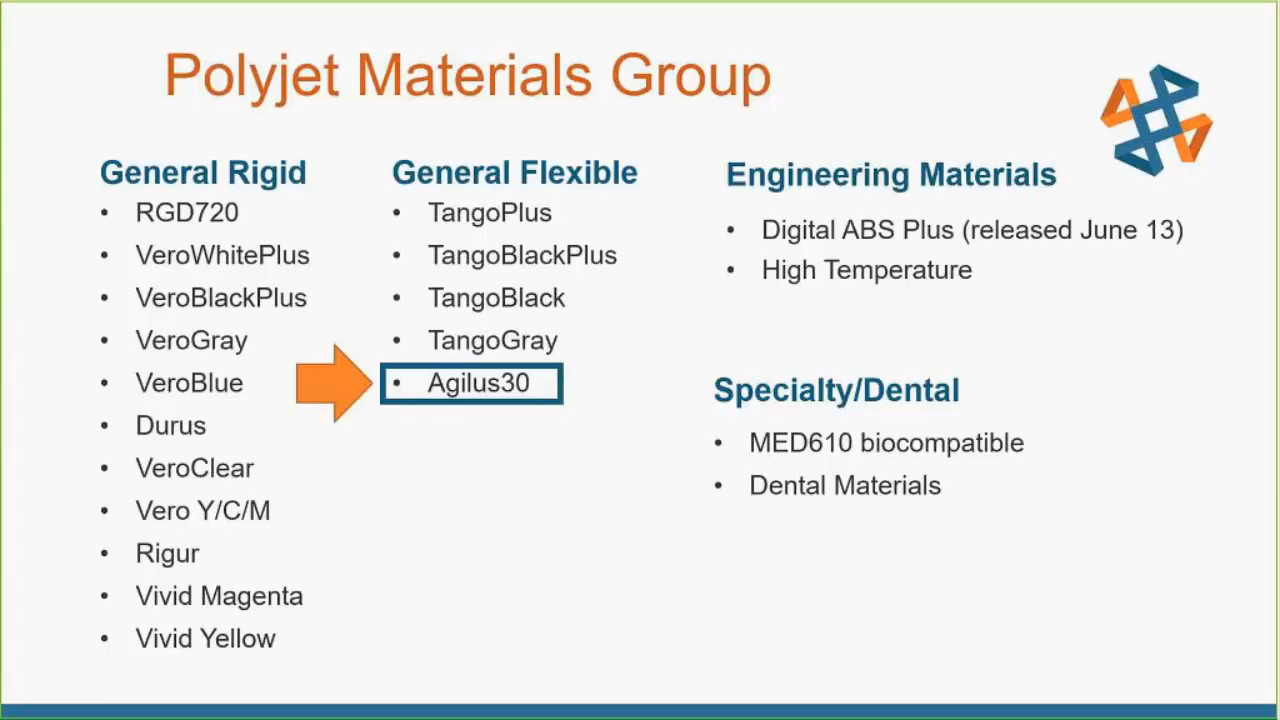 Polyjet Materials Group
General Rigid
• RGD720
• VeroWhitePlus
• VeroBlackPlus
• VeroGray
• VeroBlue
• Durus
• VeroClear
• Vero Y/C/M
• Rigur
• Vivid Magenta
• Vivid Yellow
General Flexible
• TangoPlus
• TangoBlackPlus
• TangoBlack
• TangoGray
• Agilus30
Engineering Materials
• Digital ABS Plus (released June 13)
• High Temperature
Specialty/Dental
• MED610 biocompatible
• Dental Materials